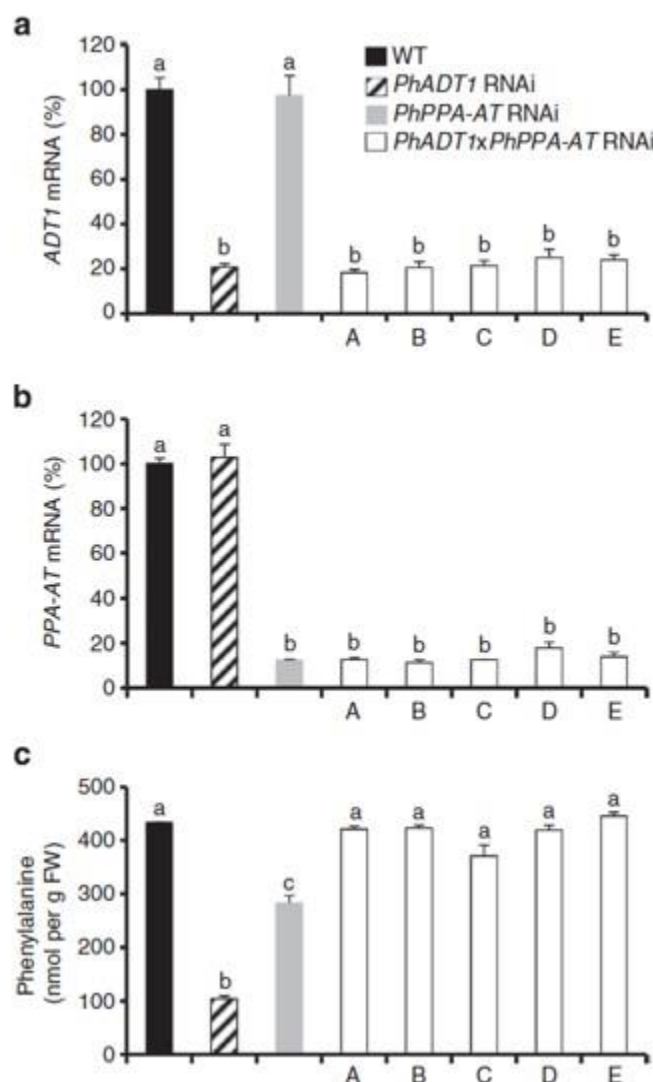 a
ADT1 mRNA (%)
120
100
80
60
40
20
0
a
b
a
b
b
b
b
b
WT
PhADT1 RNAi
PhPPA-AT RNAi
PhADT1xPhPPA-AT RNAi
A B C D E
b
PPA-AT mRNA (%)
120
100
80
60
40
20
0
a
a
b
b
b
b
b
b
A B C D E
c
Phenylalanine
(nmol per g FW)
500
400
300
200
100
0
a
b
c
a
a
a
a
a
A B C D E